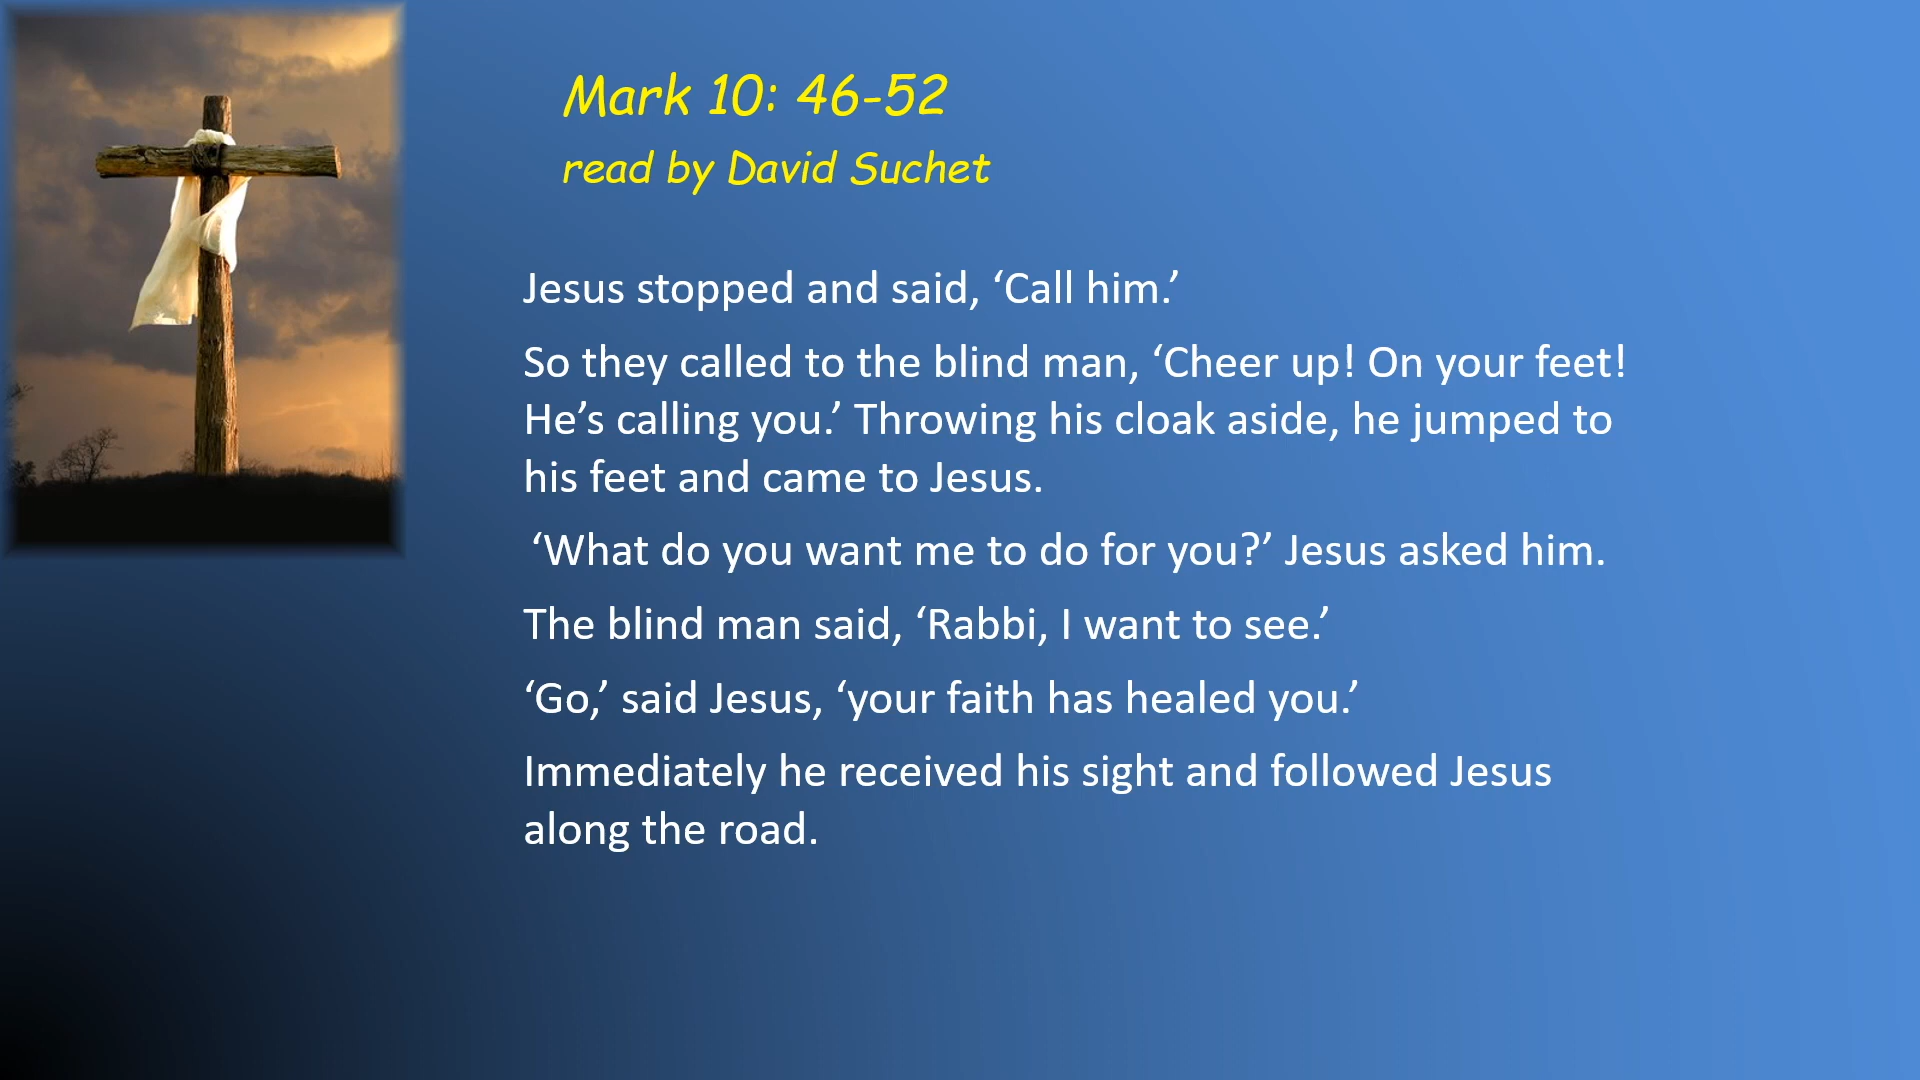 Mark 10: 46-52
read by David Suchet
Jesus stopped and said, ‘Call him.’
So they called to the blind man, ‘Cheer up! On your feet!
He’s calling you.’ Throwing his cloak aside, he jumped to
his feet and came to Jesus.
‘What do you want me to do for you?’ Jesus asked him.
The blind man said, ‘Rabbi, I want to see.’
‘Go,’ said Jesus, ‘your faith has healed you.’
Immediately he received his sight and followed Jesus
along the road.